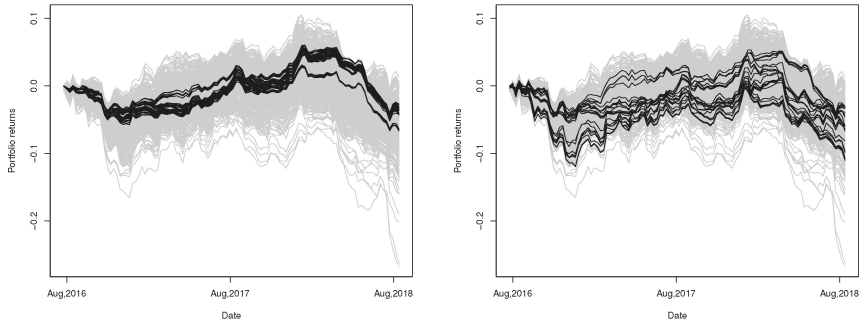 0.1
0.0
−0.1
−0.2
Portfolio returns
Aug,2016
Aug,2017
Aug,2018
Date
0.1
0.0
−0.1
−0.2
Portfolio returns
Aug,2016
Aug,2017
Aug,2018
Date